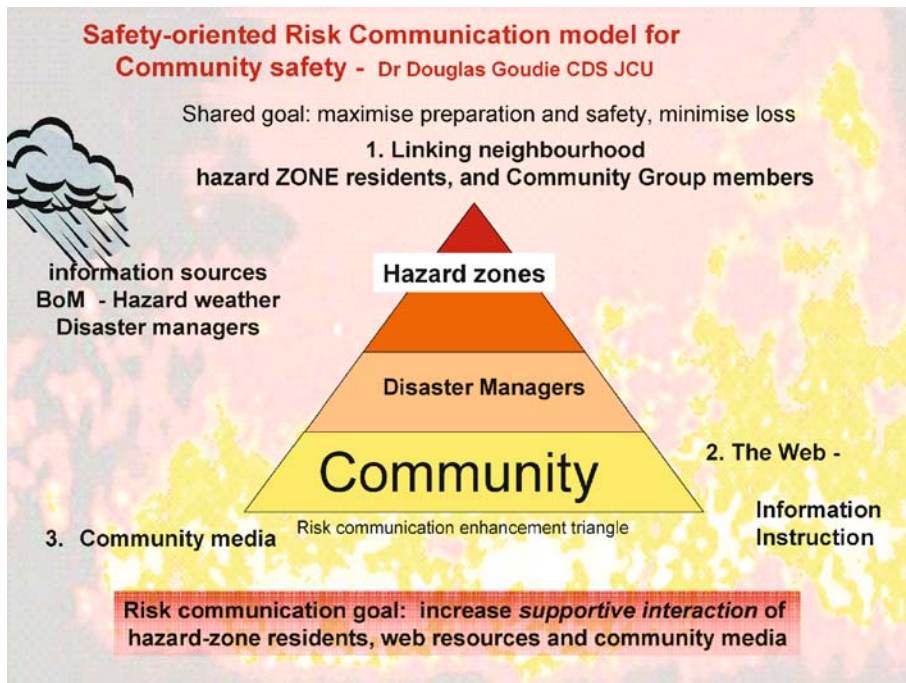 Safety-oriented Risk Communication model for
Community safety - Dr Douglas Goudie CDS JCU
Shared goal: maximise preparation and safety, minimise loss
1. Linking neighbourhood
hazard ZONE residents, and Community Group members
information sources
BoM - Hazard weather
Disaster managers
Hazard zones
Disaster Managers
Community
2. The Web -
Information
Instruction
3. Community media
Risk communication enhancement triangle
Risk communication goal: increase supportive interaction of
hazard-zone residents, web resources and community media